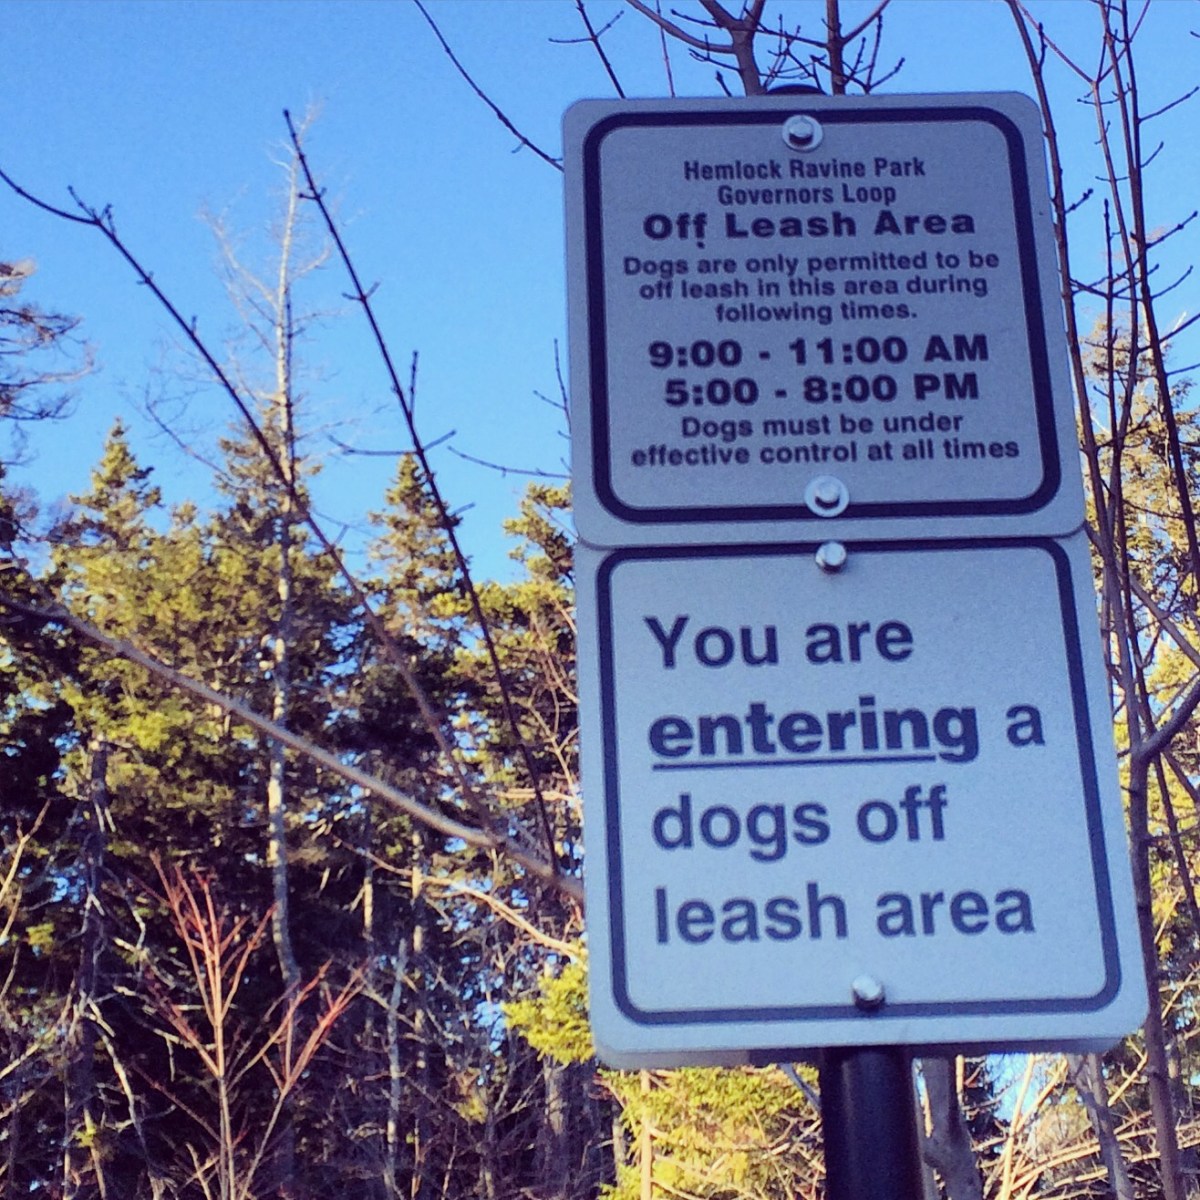 Hemlock Ravine Park
Governors Loop
Off Leash Area
Dogs are only permitted to be
off leash in this area during
following times.
9:00 - 11:00 AM
5:00 - 8:00 PM
Dogs must be under
effective control at all times
You are
entering a
dogs off
leash area